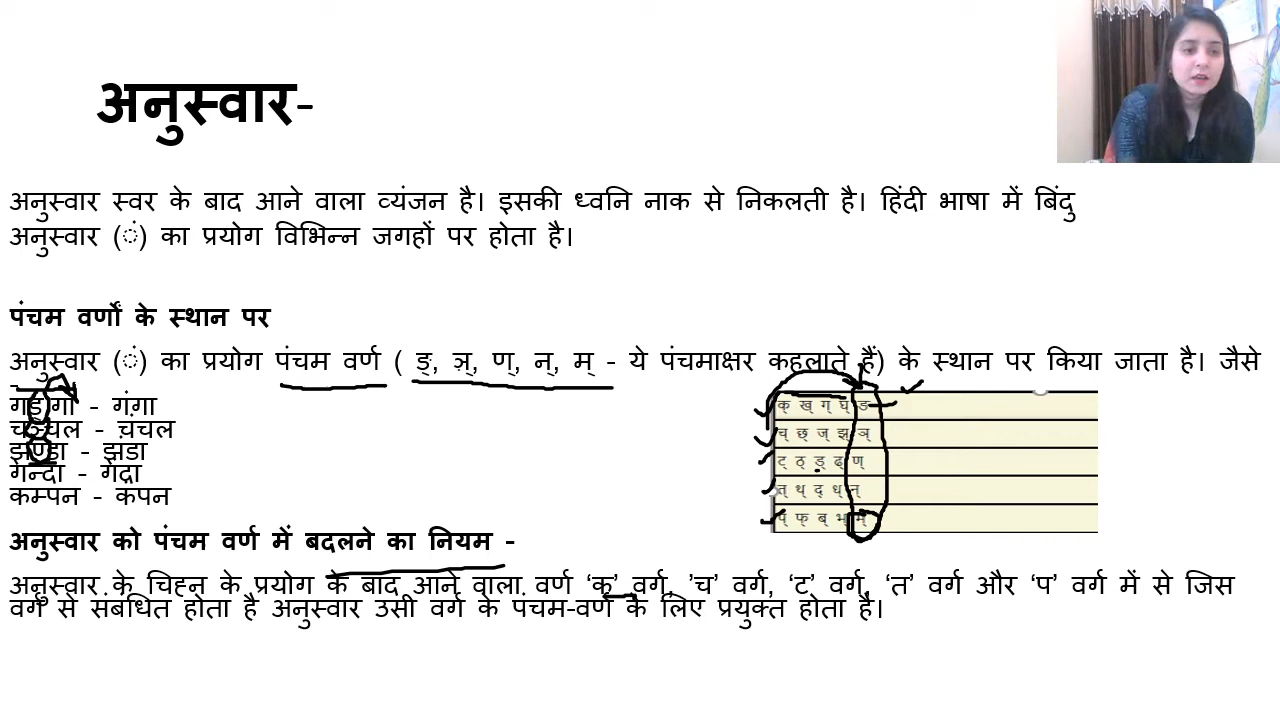 अनुस्वार-
अनुस्वार स्वर के बाद आने वाला व्यंजन है। इसकी ध्वनि नाक से निकलती है। हिंदी भाषा में बिंदु
अनुस्वार (ं) का प्रयोग विभिन्न जगहों पर होता है।
पंचम वर्णों के स्थान पर
अनुस्वार (ं) का प्रयोग पंचम वर्ण ( ङ्, ञ़्, ण्, न्, म् - ये पंचमाक्षर कहलाते हैं) के स्थान पर किया जाता है। जैसे
-
गङ्गा - गंगा
चञ़्चल - चंचल
झण्डा - झंडा
गन्दा - गंदा
कम्पन - कंपन
क् ख् ग् घ् ङ
च् छ् ज् झ् ञ्
ट् ठ् ड् ढ् ण्
त् थ् द् ध् न्
प् फ् ब् भ् म्
अनुस्वार को पंचम वर्ण में बदलने का नियम -
अनुस्वार के चिह्न के प्रयोग के बाद आने वाला वर्ण ‘क’ वर्ग, ’च’ वर्ग, ‘ट’ वर्ग, ‘त’ वर्ग और ‘प’ वर्ग में से जिस
वर्ग से संबंधित होता है अनुस्वार उसी वर्ग के पंचम-वर्ण के लिए प्रयुक्त होता है।